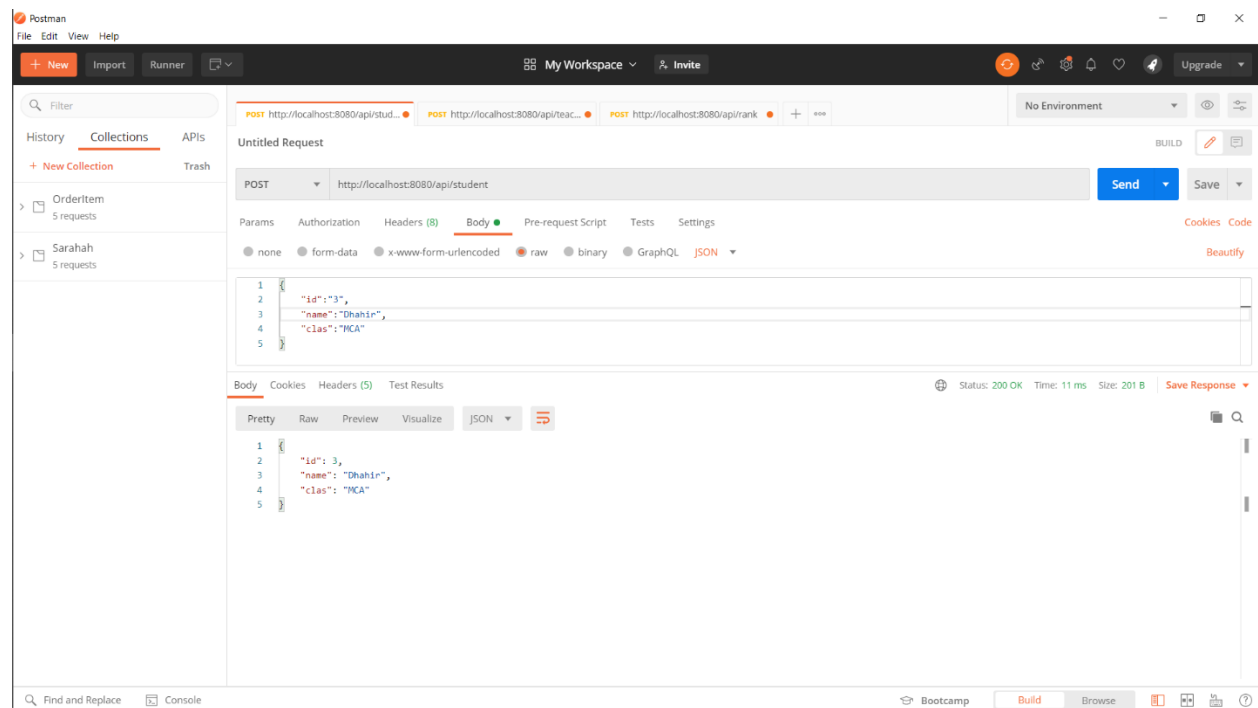 Postman
File Edit View Help
+ New Import Runner My Workspace Invite Upgrade
Filter
History Collections APIs
+ New Collection Trash
OrderItem
5 requests
Sarahah
5 requests
POST http://localhost:8080/api/stud... POST http://localhost:8080/api/teac... POST http://localhost:8080/api/rank + ooo
No Environment
Untitled Request BUILD
POST http://localhost:8080/api/student Send Save
Params Authorization Headers (8) Body Pre-request Script Tests Settings Cookies Code
none form-data x-www-form-urlencoded raw binary GraphQL JSON Beautify
1 {
2 "id":"3",
3 "name":"Dhahir",
4 "clas":"MCA"
5 }
Body Cookies Headers (5) Test Results Status: 200 OK Time: 11 ms Size: 201 B Save Response
Pretty Raw Preview Visualize JSON
1 {
2 "id": 3,
3 "name": "Dhahir",
4 "clas": "MCA"
5 }
Find and Replace Console Bootcamp Build Browse